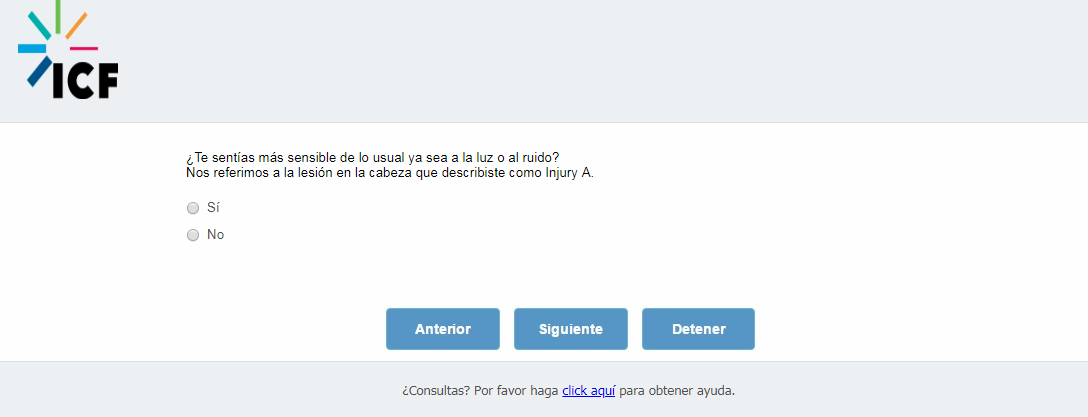 ICF
¿Te sentías más sensible de lo usual ya sea a la luz o al ruido?
Nos referimos a la lesión en la cabeza que describiste como Injury A.
Sí
No
Anterior
Siguiente
Detener
¿Consultas? Por favor haga click aquí para obtener ayuda.